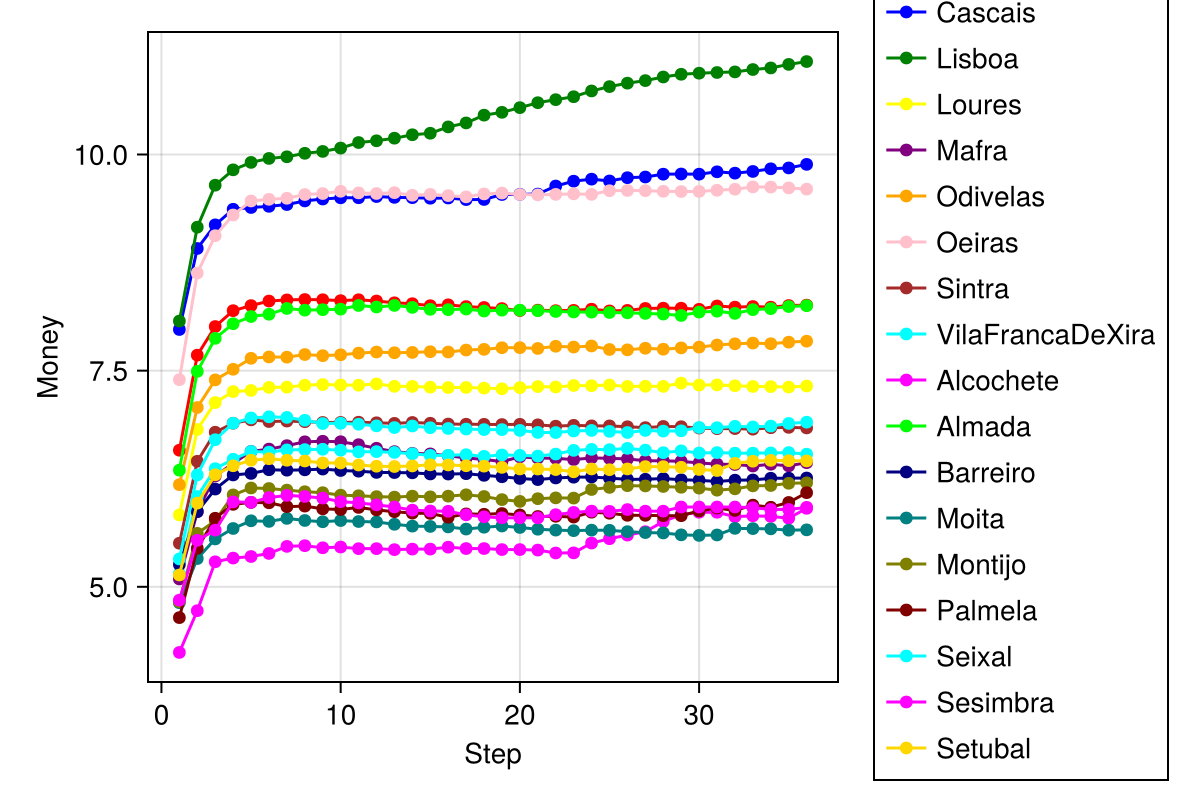 Cascais
Lisboa
Loures
Mafra
Odivelas
Oeiras
Sintra
VilaFrancaDeXira
Alcochete
Almada
Barreiro
Moita
Montijo
Palmela
Seixal
Sesimbra
Setubal
10.0
7.5
5.0
Money
0 10 20 30
Step